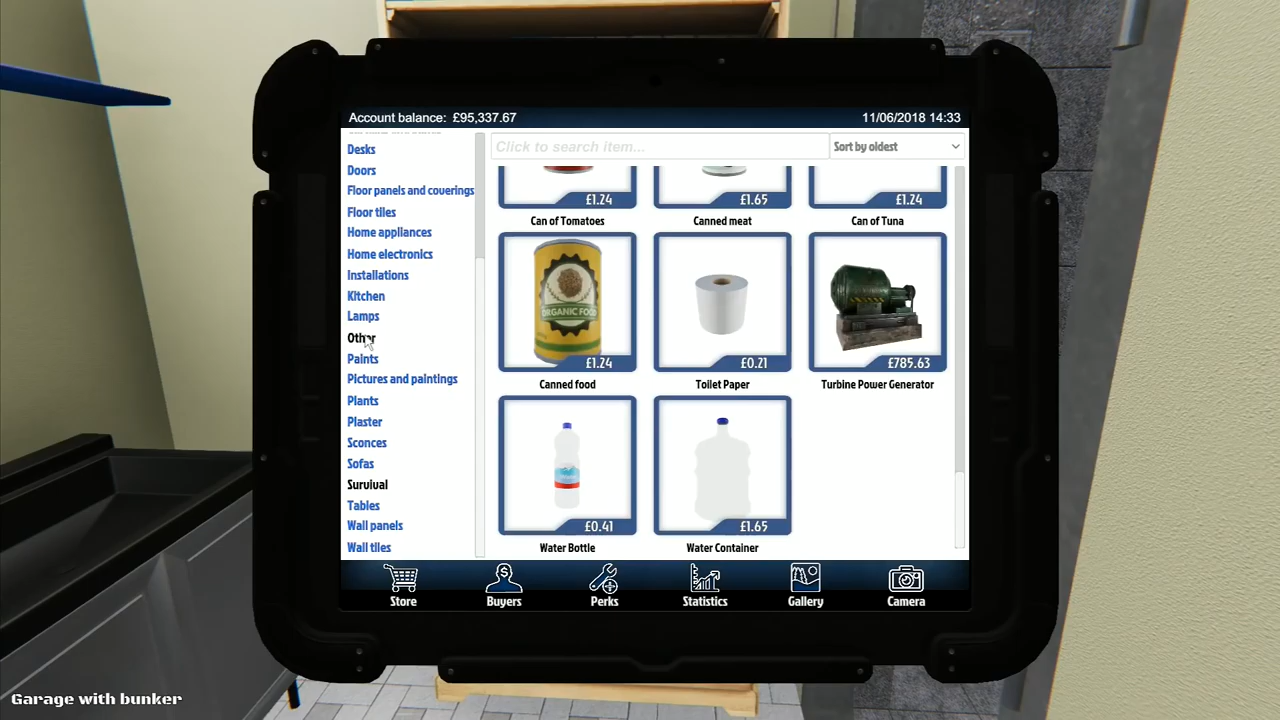 Account balance: £95,337.67
11/06/2018 14:33
Desks
Doors
Floor panels and coverings
Floor tiles
Home appliances
Home electronics
Installations
Kitchen
Lamps
Other
Paints
Pictures and paintings
Plants
Plaster
Sconces
Sofas
Survival
Tables
Wall panels
Wall tiles
Click to search item...
Sort by oldest
£1.24
£1.65
£1.24
Can of Tomatoes
Canned meat
Can of Tuna
ORGANIC FOOD
£1.24
£0.21
£785.63
Canned food
Toilet Paper
Turbine Power Generator
£0.41
£1.65
Water Bottle
Water Container
Store
Buyers
Perks
Statistics
Gallery
Camera
Garage with bunker